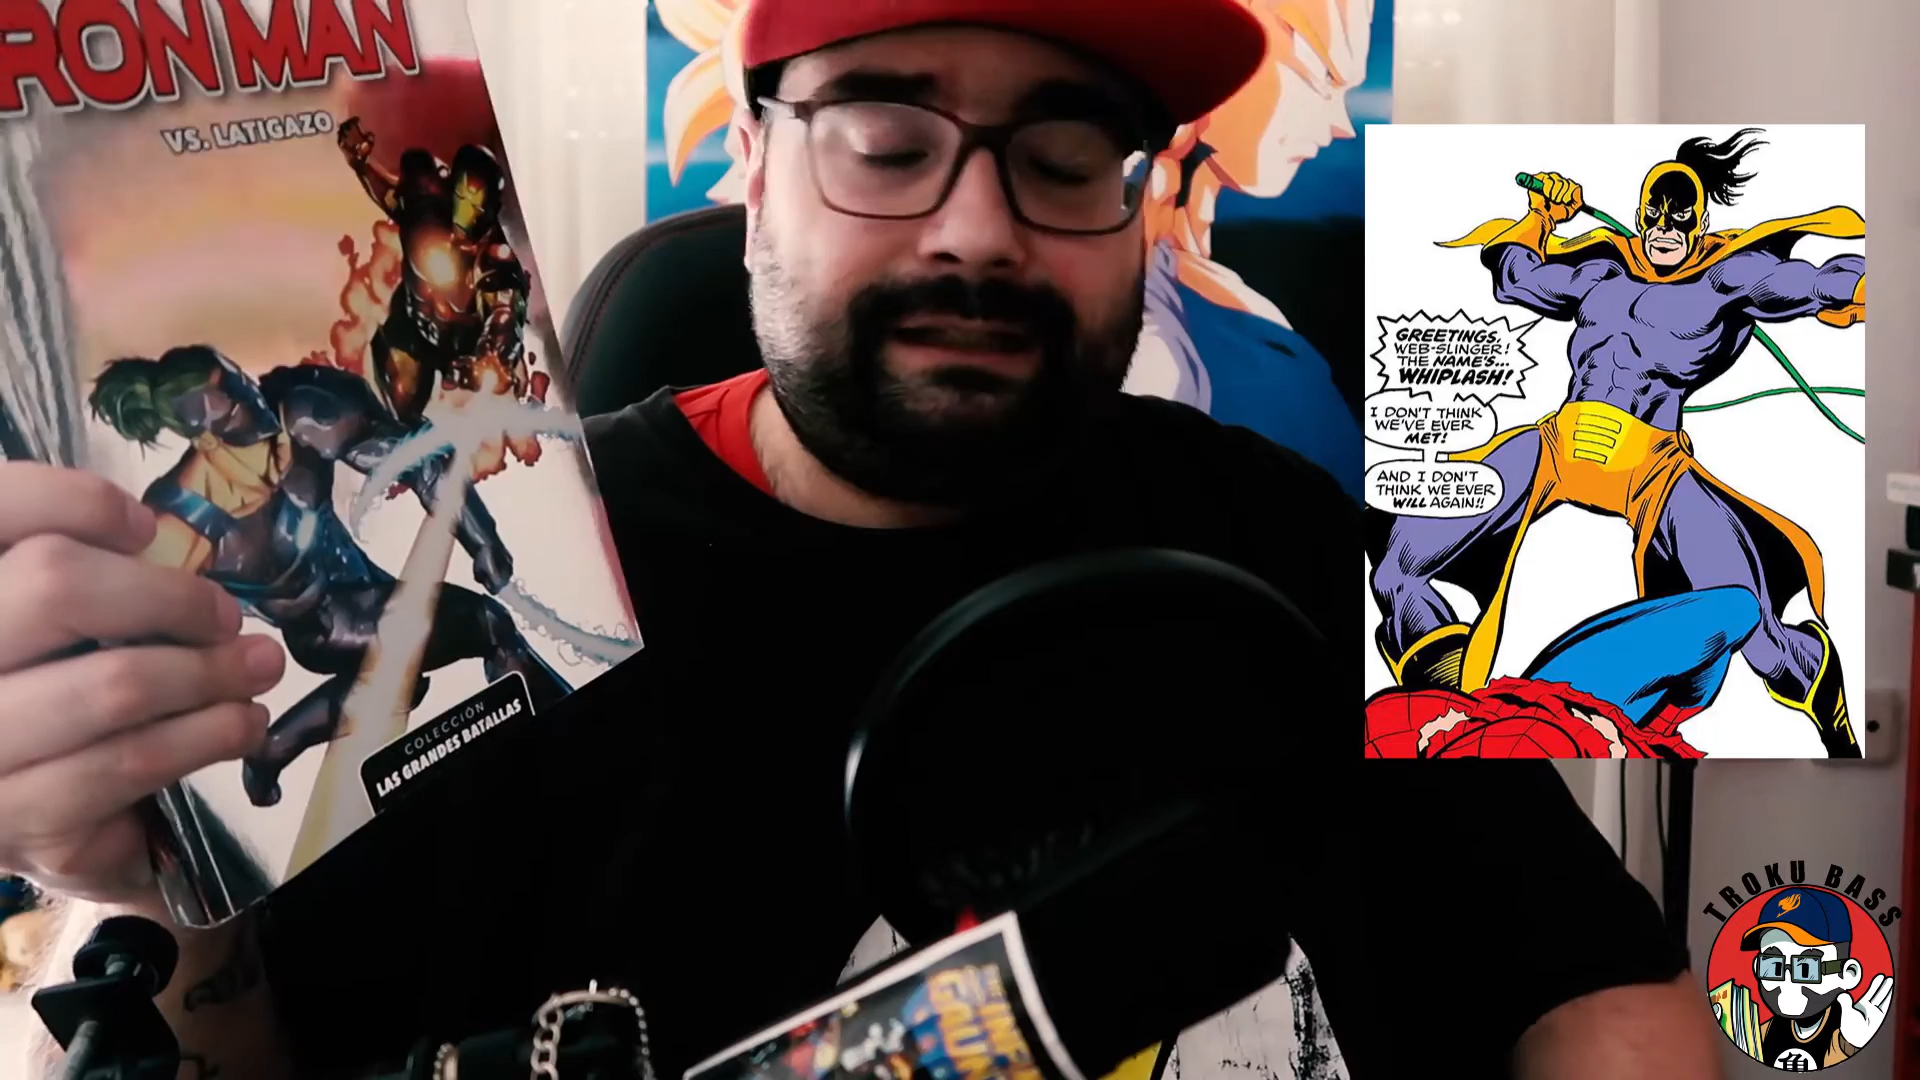 IRON MAN
VS. LATIGAZO
COLECCIÓN
LAS GRANDES BATALLAS
GREETINGS,
WEB-SLINGER!
THE NAME'S...
WHIPLASH!
I DON'T THINK
WE'VE EVER
MET!
AND I DON'T
THINK WE EVER
WILL AGAIN!!
TROKU BASS
亀